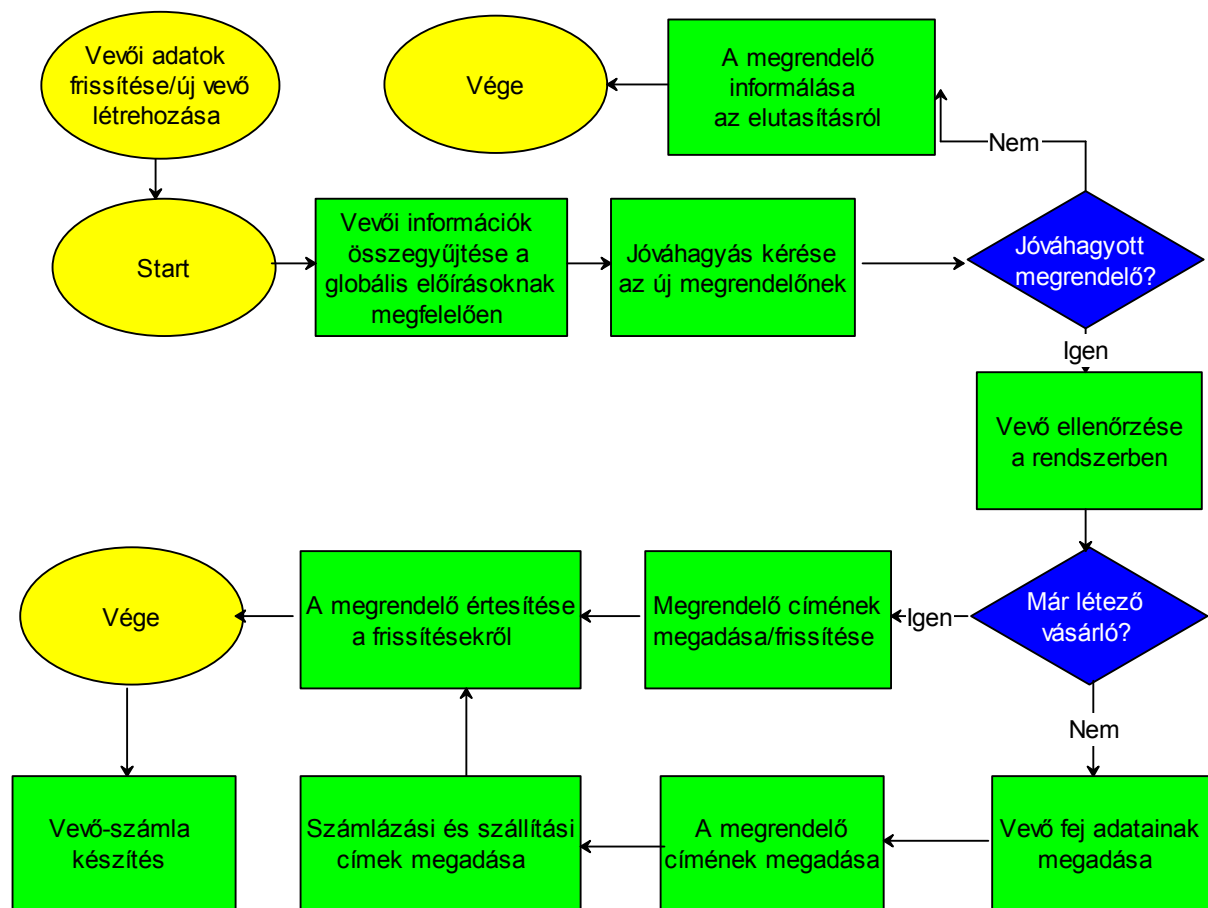 Vevői adatok
frissítése/új vevő
létrehozása
Vége
A megrendelő
informálása
az elutasításról
Nem
Start
Vevői információk
összegyűjtése a
globális előírásoknak
megfelelően
Jóváhagyás kérése
az új megrendelőnek
Jóváhagyott
megrendelő?
Igen
Vevő ellenőrzése
a rendszerben
Vége
A megrendelő értesítése
a frissítésekről
Megrendelő címének
megadása/frissítése
Igen
Már létező
vásárló?
Nem
Vevő-számla
készítés
Számlázási és szállítási
címek megadása
A megrendelő
címének megadása
Vevő fej adatainak
megadása